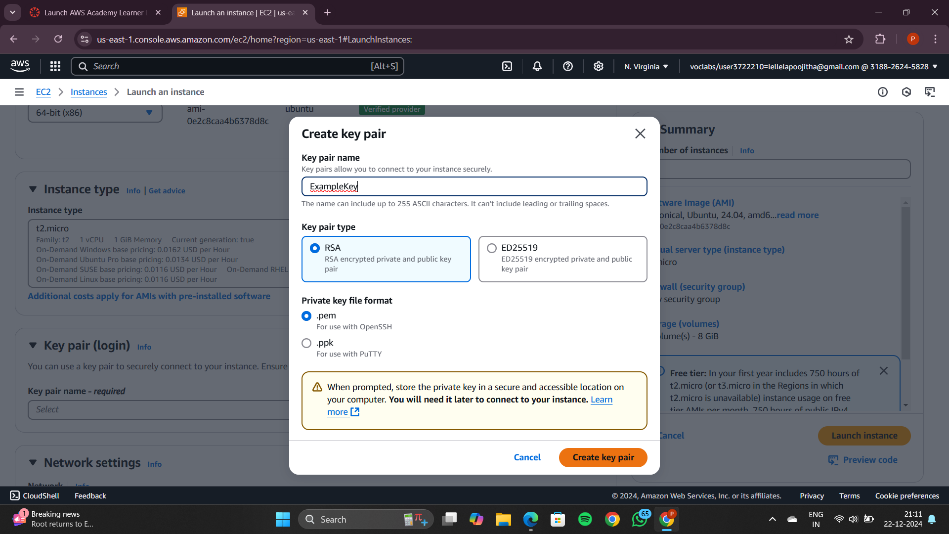 Launch AWS Academy Learner
Launch an instance | EC2 | us-e
us-east-1.console.aws.amazon.com/ec2/home?region=us-east-1#LaunchInstances:
P
aws
Search
[Alt+S]
N. Virginia
voclabs/user3722210=lellelapoojitha@gmail.com @ 3188-2624-5828
EC2
Instances
Launch an instance
64-bit (x86)
ami-
0e2c8caa4b6378d8c
ubuntu
Verified provider
Instance type
Info
Get advice
Instance type
t2.micro
Family: t2 1 vCPU 1 GiB Memory Current generation: true
On-Demand Windows base pricing: 0.0162 USD per Hour
On-Demand Ubuntu Pro base pricing: 0.0134 USD per Hour
On-Demand SUSE base pricing: 0.0116 USD per Hour On-Demand RHEL
On-Demand Linux base pricing: 0.0116 USD per Hour
Additional costs apply for AMIs with pre-installed software
Key pair (login)
Info
You can use a key pair to securely connect to your instance. Ensure
Key pair name - required
Select
Network settings
Info
Create key pair
Key pair name
Key pairs allow you to connect to your instance securely.
ExampleKey
The name can include up to 255 ASCII characters. It can't include leading or trailing spaces.
Key pair type
RSA
RSA encrypted private and public key
pair
ED25519
ED25519 encrypted private and public
key pair
Private key file format
.pem
For use with OpenSSH
.ppk
For use with PuTTY
When prompted, store the private key in a secure and accessible location on
your computer. You will need it later to connect to your instance. Learn
more
Cancel
Create key pair
Summary
mber of instances
Info
tware Image (AMI)
onical, Ubuntu, 24.04, amd6...read more
0e2c8caa4b6378d8c
ual server type (instance type)
micro
wall (security group)
security group
rage (volumes)
lume(s) - 8 GiB
Free tier: In your first year includes 750 hours
of t2.micro (or t3.micro in the Regions in which
t2.micro is unavailable) instance usage on free
tier AMIs per month, 750 hours of public IPv4
ancel
Launch instance
Preview code
CloudShell
Feedback
© 2024, Amazon Web Services, Inc. or its affiliates.
Privacy
Terms
Cookie preferences
1
Breaking news
Root returns to E...
Search
65
P
ENG
IN
21:11
22-12-2024